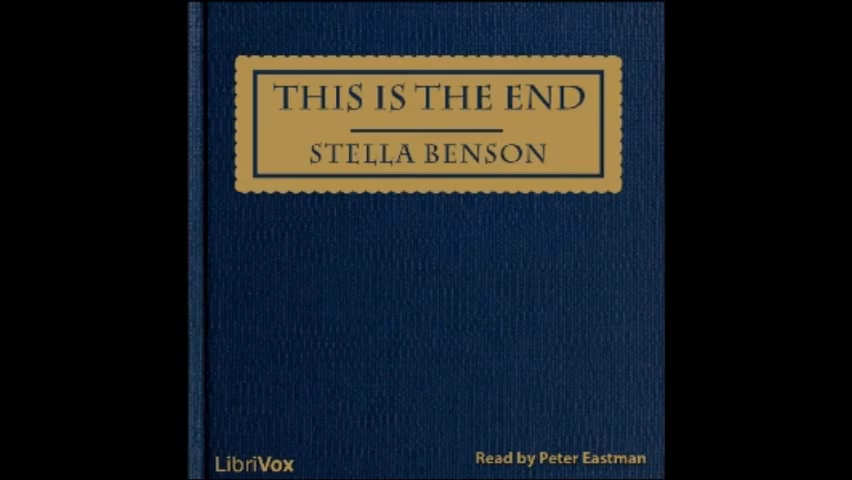 THIS IS THE END
STELLA BENSON
LibriVox
Read by Peter Eastman